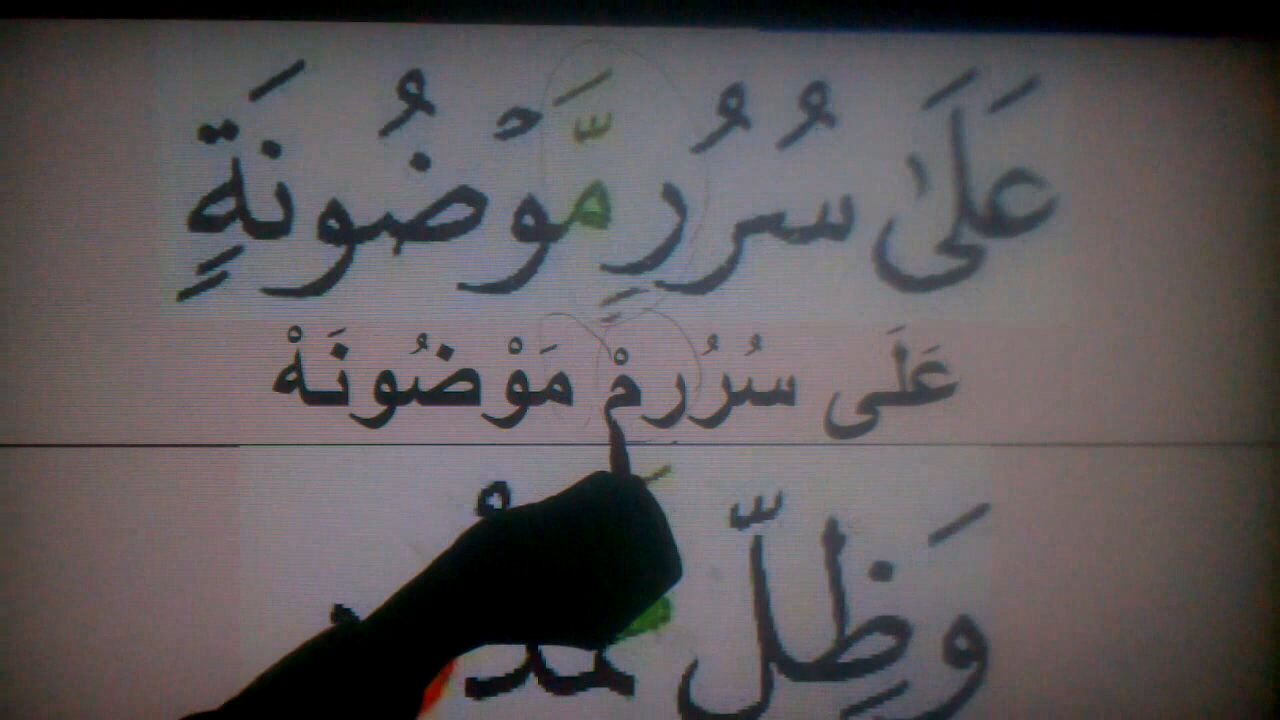 عَلَىٰ سُرُرٍ مَّوْضُونَةٍ
عَلَى سُرُرِمْ مَوْضُونَهْ
وَظِلٍّ